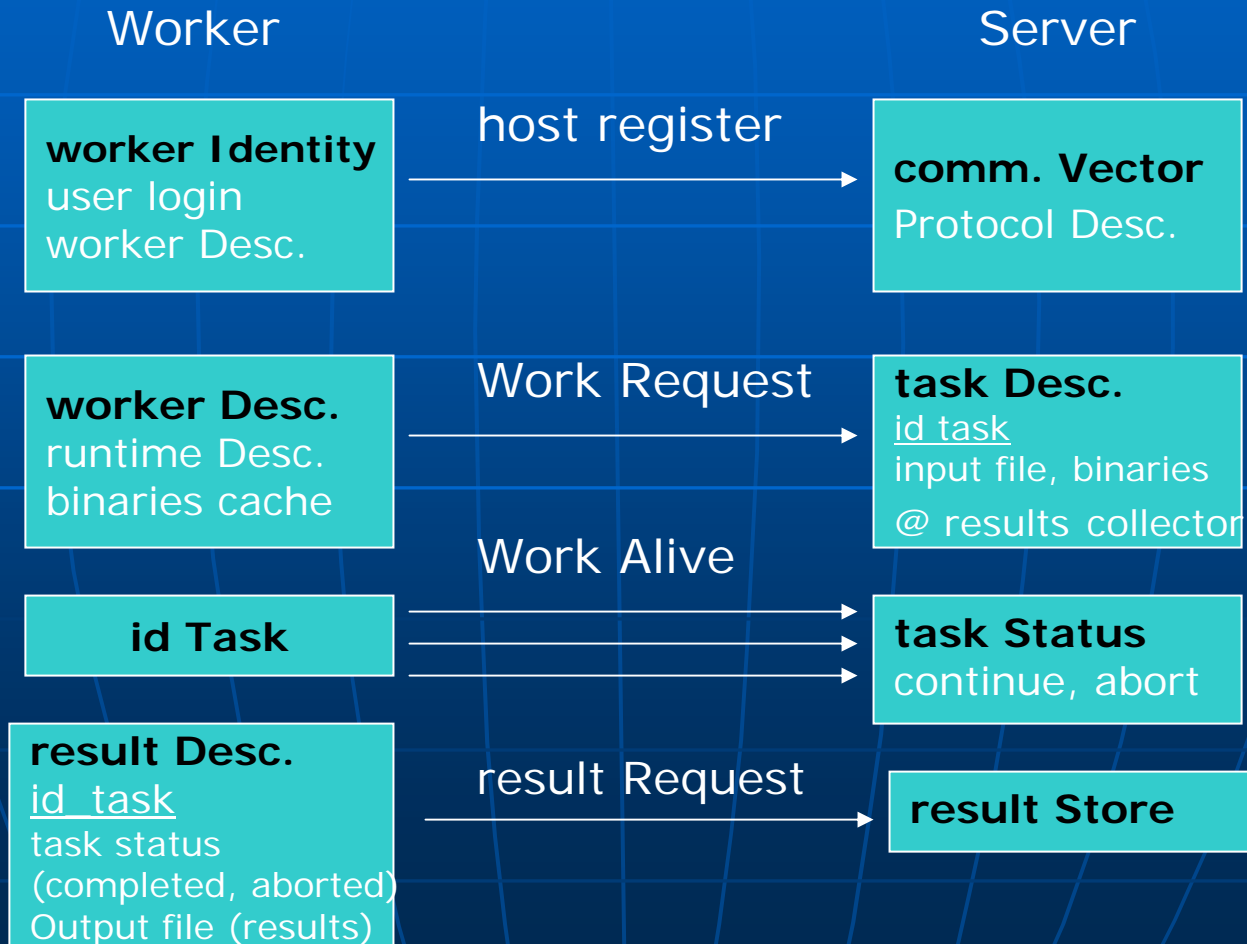 Worker
Server
worker Identity
user login
worker Desc.
host register
comm. Vector
Protocol Desc.
worker Desc.
runtime Desc.
binaries cache
Work Request
task Desc.
id task
input file, binaries
@ results collector
Work Alive
id Task
task Status
continue, abort
result Desc.
id_task
task status
(completed, aborted)
Output file (results)
result Request
result Store